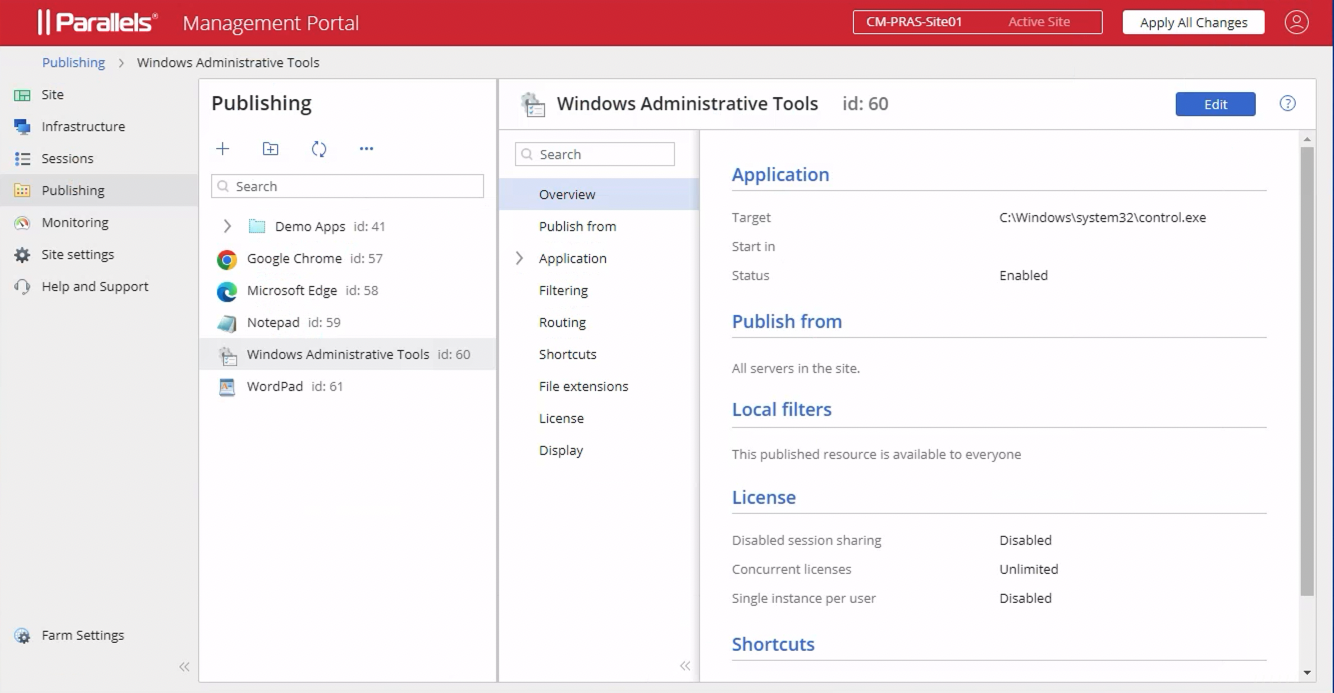 Parallels® Management Portal CM-PRAS-Site01 Active Site Apply All Changes
Publishing > Windows Administrative Tools
Site
Infrastructure
Sessions
Publishing
Monitoring
Site settings
Help and Support
Farm Settings
Publishing
Search
Demo Apps id: 41
Google Chrome id: 57
Microsoft Edge id: 58
Notepad id: 59
Windows Administrative Tools id: 60
WordPad id: 61
Windows Administrative Tools id: 60 Edit ?
Search
Overview
Publish from
Application
Filtering
Routing
Shortcuts
File extensions
License
Display
Application
Target C:\Windows\system32\control.exe
Start in
Status Enabled
Publish from
All servers in the site.
Local filters
This published resource is available to everyone
License
Disabled session sharing Disabled
Concurrent licenses Unlimited
Single instance per user Disabled
Shortcuts